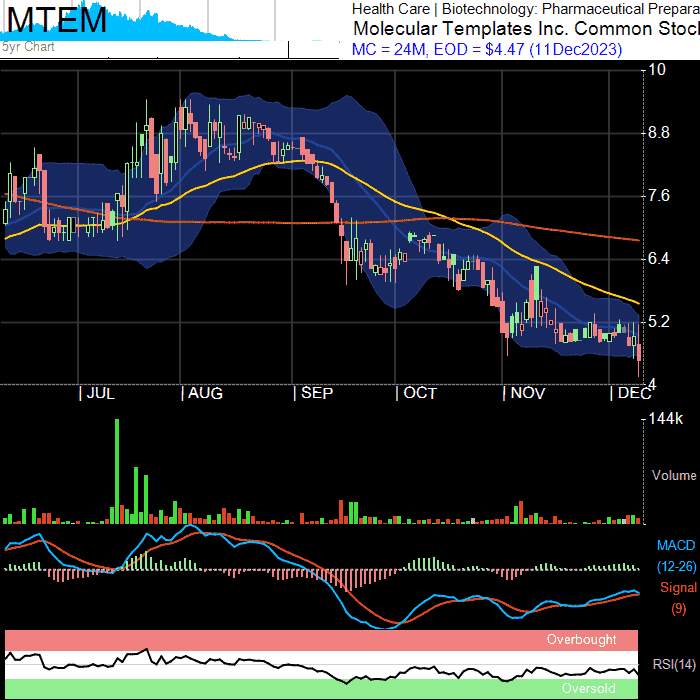 MTEM
5yr Chart
Health Care | Biotechnology: Pharmaceutical Prepara
Molecular Templates Inc. Common Stoc
MC = 24M, EOD = $4.47 (11Dec2023)
10
8.8
7.6
6.4
5.2
4
JUL AUG SEP OCT NOV DEC
144k
Volume
MACD
(12-26)
Signal
(9)
Overbought
RSI(14)
Oversold